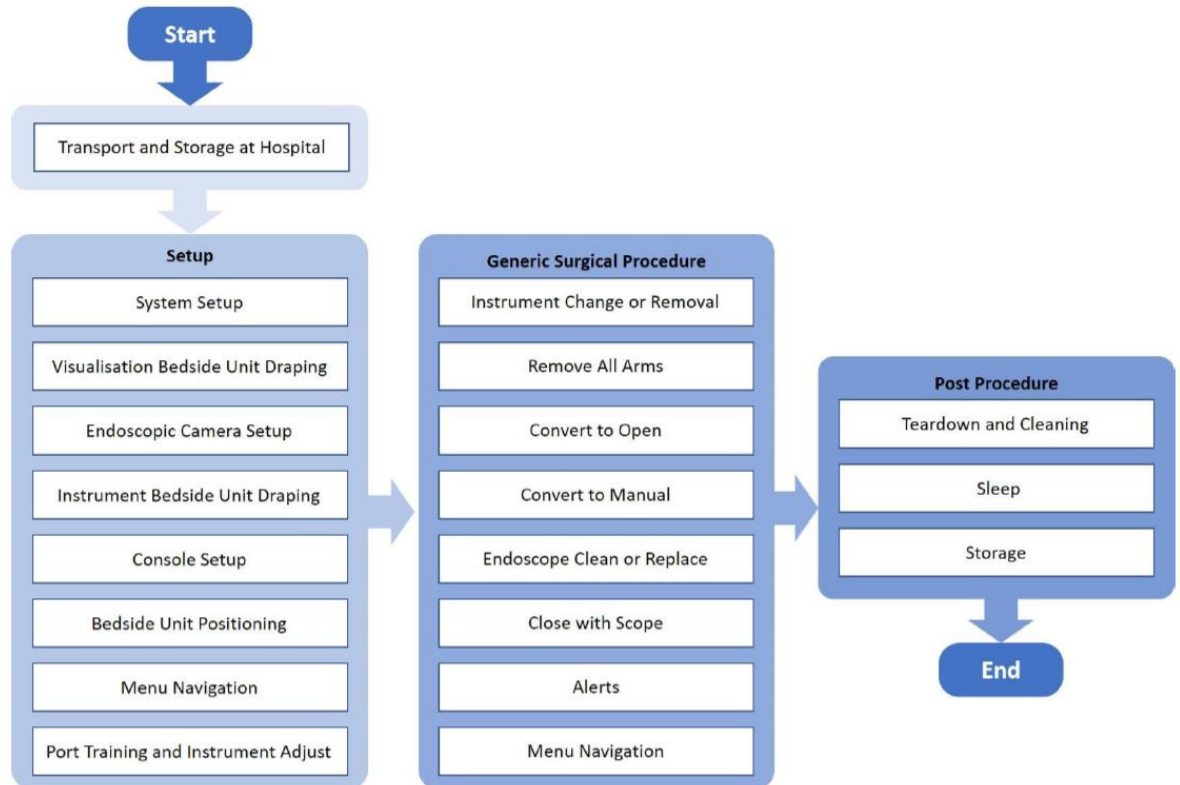 Start
Transport and Storage at Hospital
Setup
System Setup
Visualisation Bedside Unit Draping
Endoscopic Camera Setup
Instrument Bedside Unit Draping
Console Setup
Bedside Unit Positioning
Menu Navigation
Port Training and Instrument Adjust
Generic Surgical Procedure
Instrument Change or Removal
Remove All Arms
Convert to Open
Convert to Manual
Endoscope Clean or Replace
Close with Scope
Alerts
Menu Navigation
Post Procedure
Teardown and Cleaning
Sleep
Storage
End